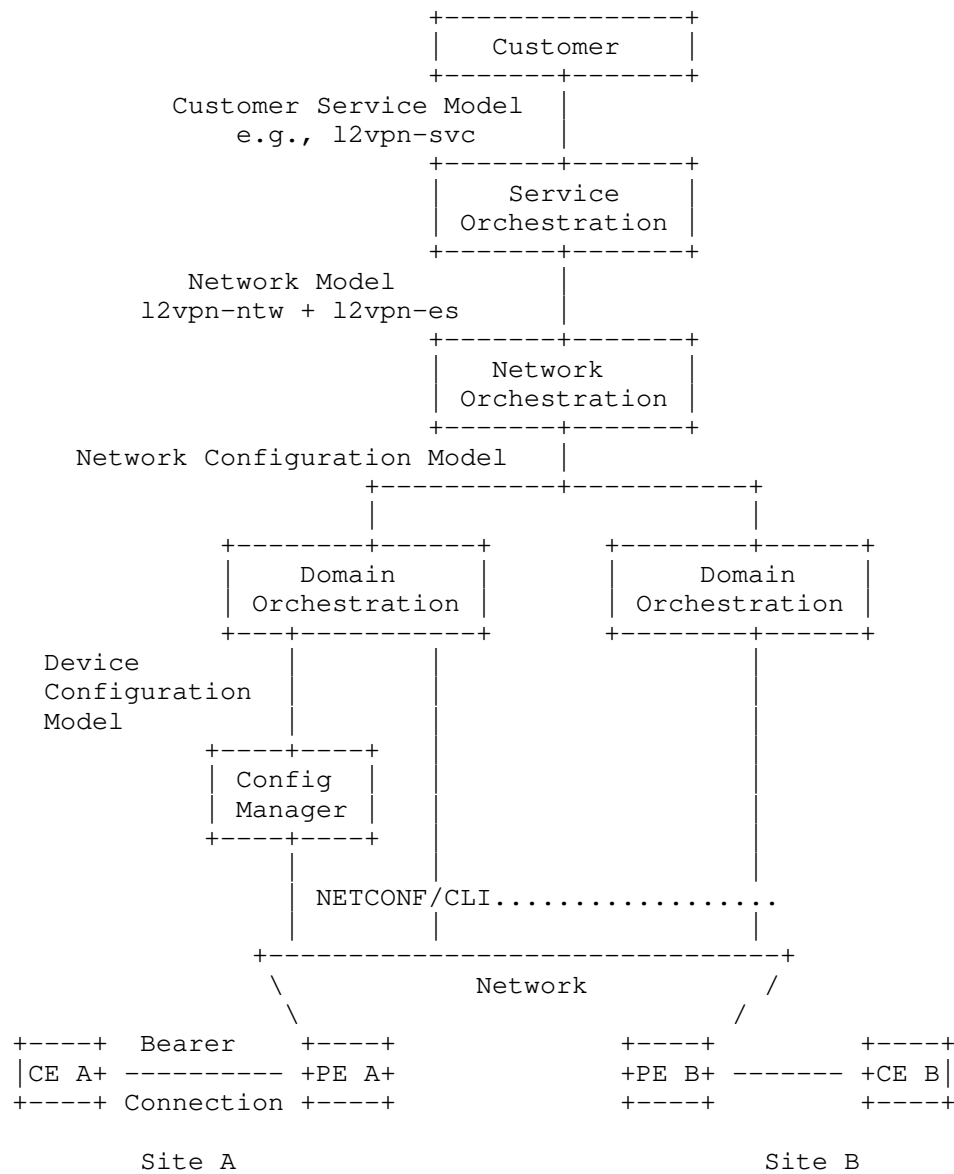 Customer
Customer Service Model
e.g., l2vpn-svc
Service
Orchestration
Network Model
l2vpn-ntw + l2vpn-es
Network
Orchestration
Network Configuration Model
Domain Domain
Orchestration Orchestration
Device
Configuration
Model
Config
Manager
NETCONF/CLI...................
Network
Bearer
CE A PE A PE B CE B
Connection
Site A Site B